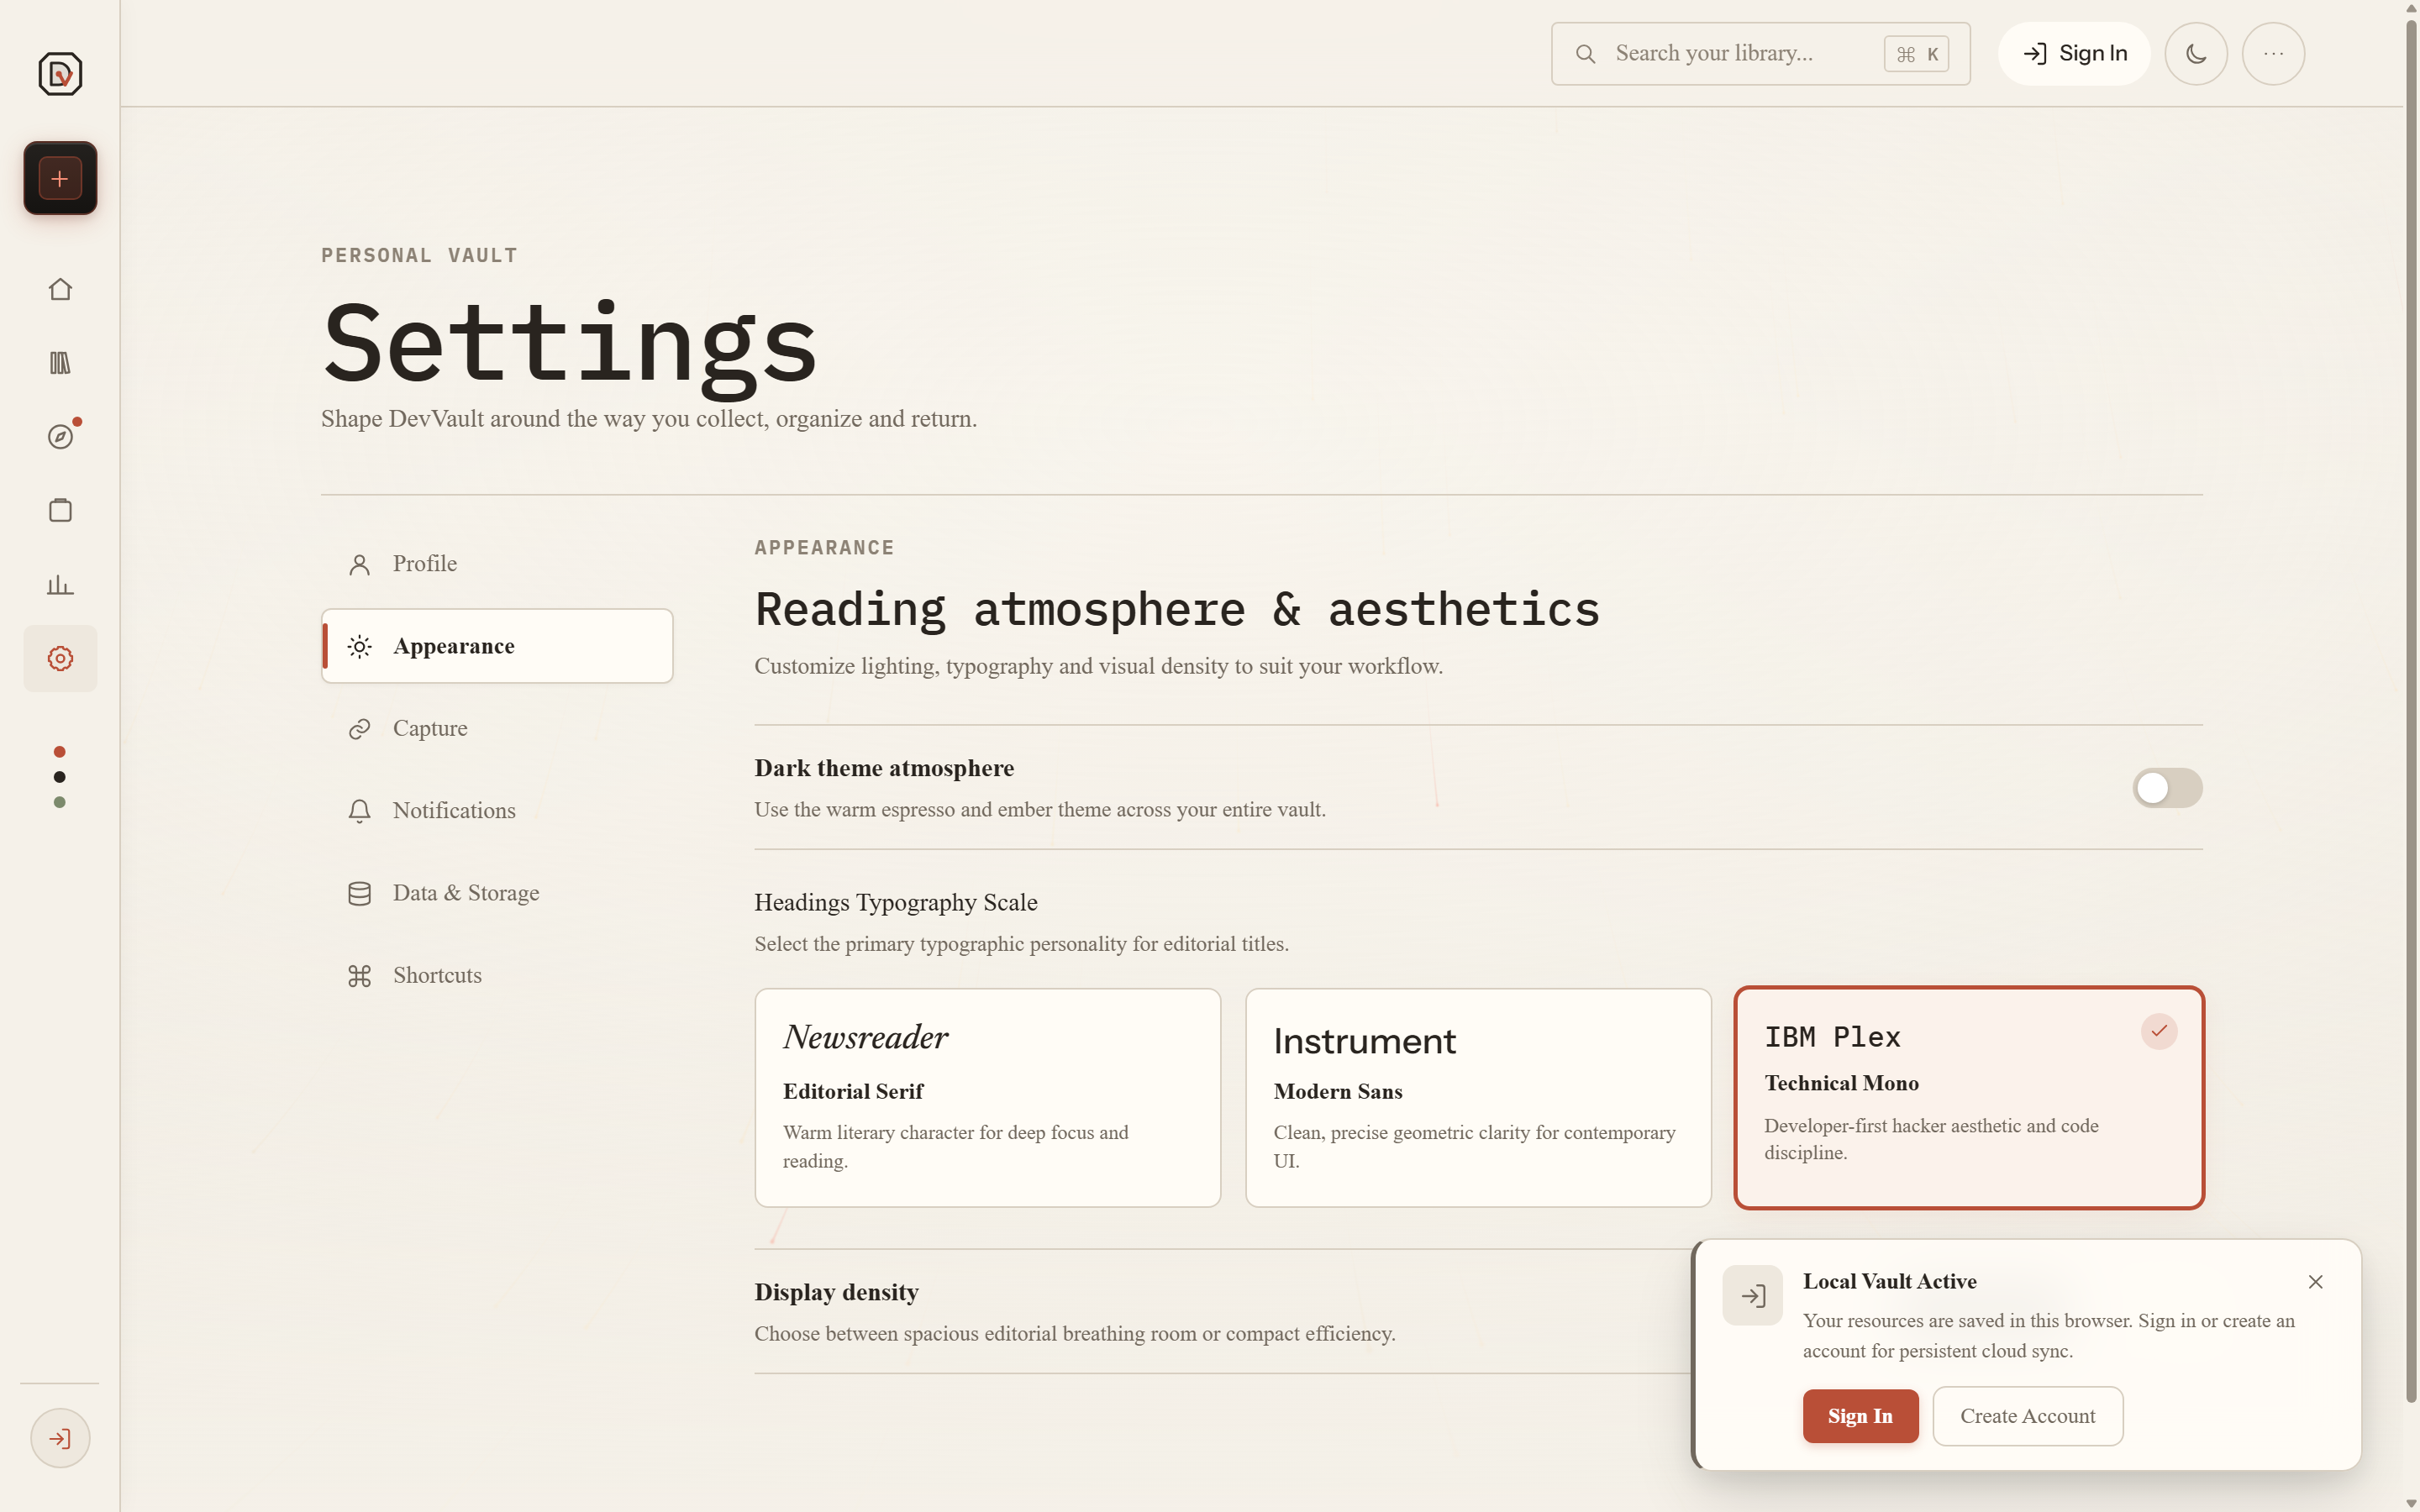 Search your library...
⌘ K
Sign In
PERSONAL VAULT
Settings
Shape DevVault around the way you collect, organize and return.
Profile
Appearance
Capture
Notifications
Data & Storage
Shortcuts
APPEARANCE
Reading atmosphere & aesthetics
Customize lighting, typography and visual density to suit your workflow.
Dark theme atmosphere
Use the warm espresso and ember theme across your entire vault.
Headings Typography Scale
Select the primary typographic personality for editorial titles.
Newsreader
Editorial Serif
Warm literary character for deep focus and
reading.
Instrument
Modern Sans
Clean, precise geometric clarity for contemporary
UI.
IBM Plex
Technical Mono
Developer-first hacker aesthetic and code
discipline.
Display density
Choose between spacious editorial breathing room or compact efficiency.
Local Vault Active
Your resources are saved in this browser. Sign in or create an
account for persistent cloud sync.
Sign In
Create Account